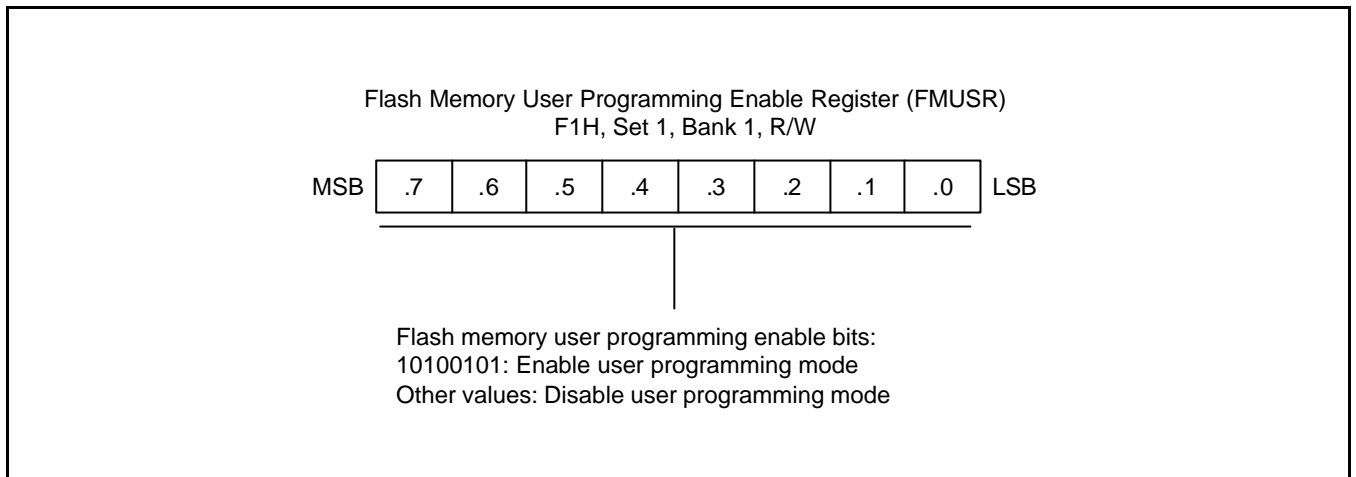 Flash Memory User Programming Enable Register (FMUSR)
F1H, Set 1, Bank 1, R/W
MSB .7 .6 .5 .4 .3 .2 .1 .0 LSB
Flash memory user programming enable bits:
10100101: Enable user programming mode
Other values: Disable user programming mode